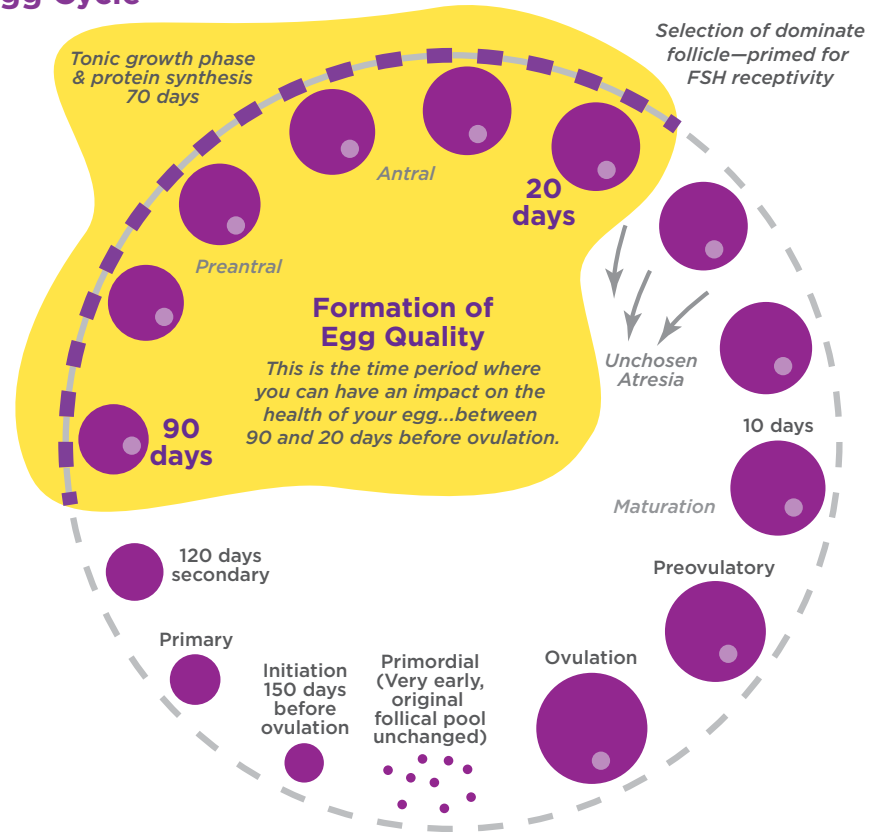 Egg Cycle
Tonic growth phase
& protein synthesis
70 days
Selection of dominate
follicle—primed for
FSH receptivity
Antral
20
days
Preantral
Formation of
Egg Quality
This is the time period where
you can have an impact on the
health of your egg...between
90 and 20 days before ovulation.
Unchosen
Atresia
90
days
10 days
Maturation
120 days
secondary
Preovulatory
Primary
Initiation
150 days
before
ovulation
Primordial
(Very early,
original
follical pool
unchanged)
Ovulation